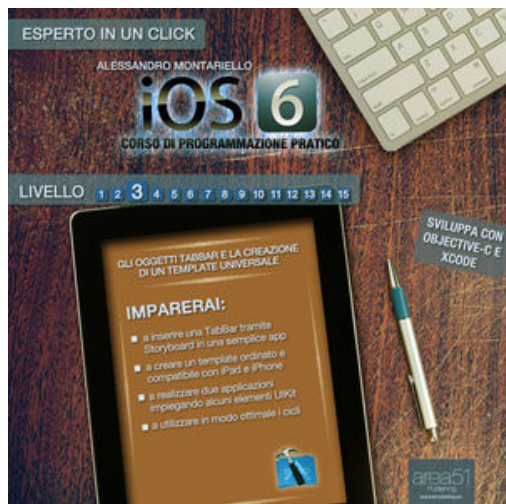 ESPERTO IN UN CLICK
ALESSANDRO MONTARIELLO
iOS 6
CORSO DI PROGRAMMAZIONE PRATICO
LIVELLO 1 2 3 4 5 6 7 8 9 10 11 12 13 14 15
SVILUPPA CON
OBJECTIVE-C E
XCODE
GLI OGGETTI TABBAR E LA CREAZIONE
DI UN TEMPLATE UNIVERSALE
IMPARERAI:
a inserire una TabBar tramite
Storyboard in una semplice app
a creare un template ordinato e
compatibile con iPad e iPhone
a realizzare due applicazioni
impiegando alcuni elementi UIKit
a utilizzare in modo ottimale i cicli
area51
Publishing